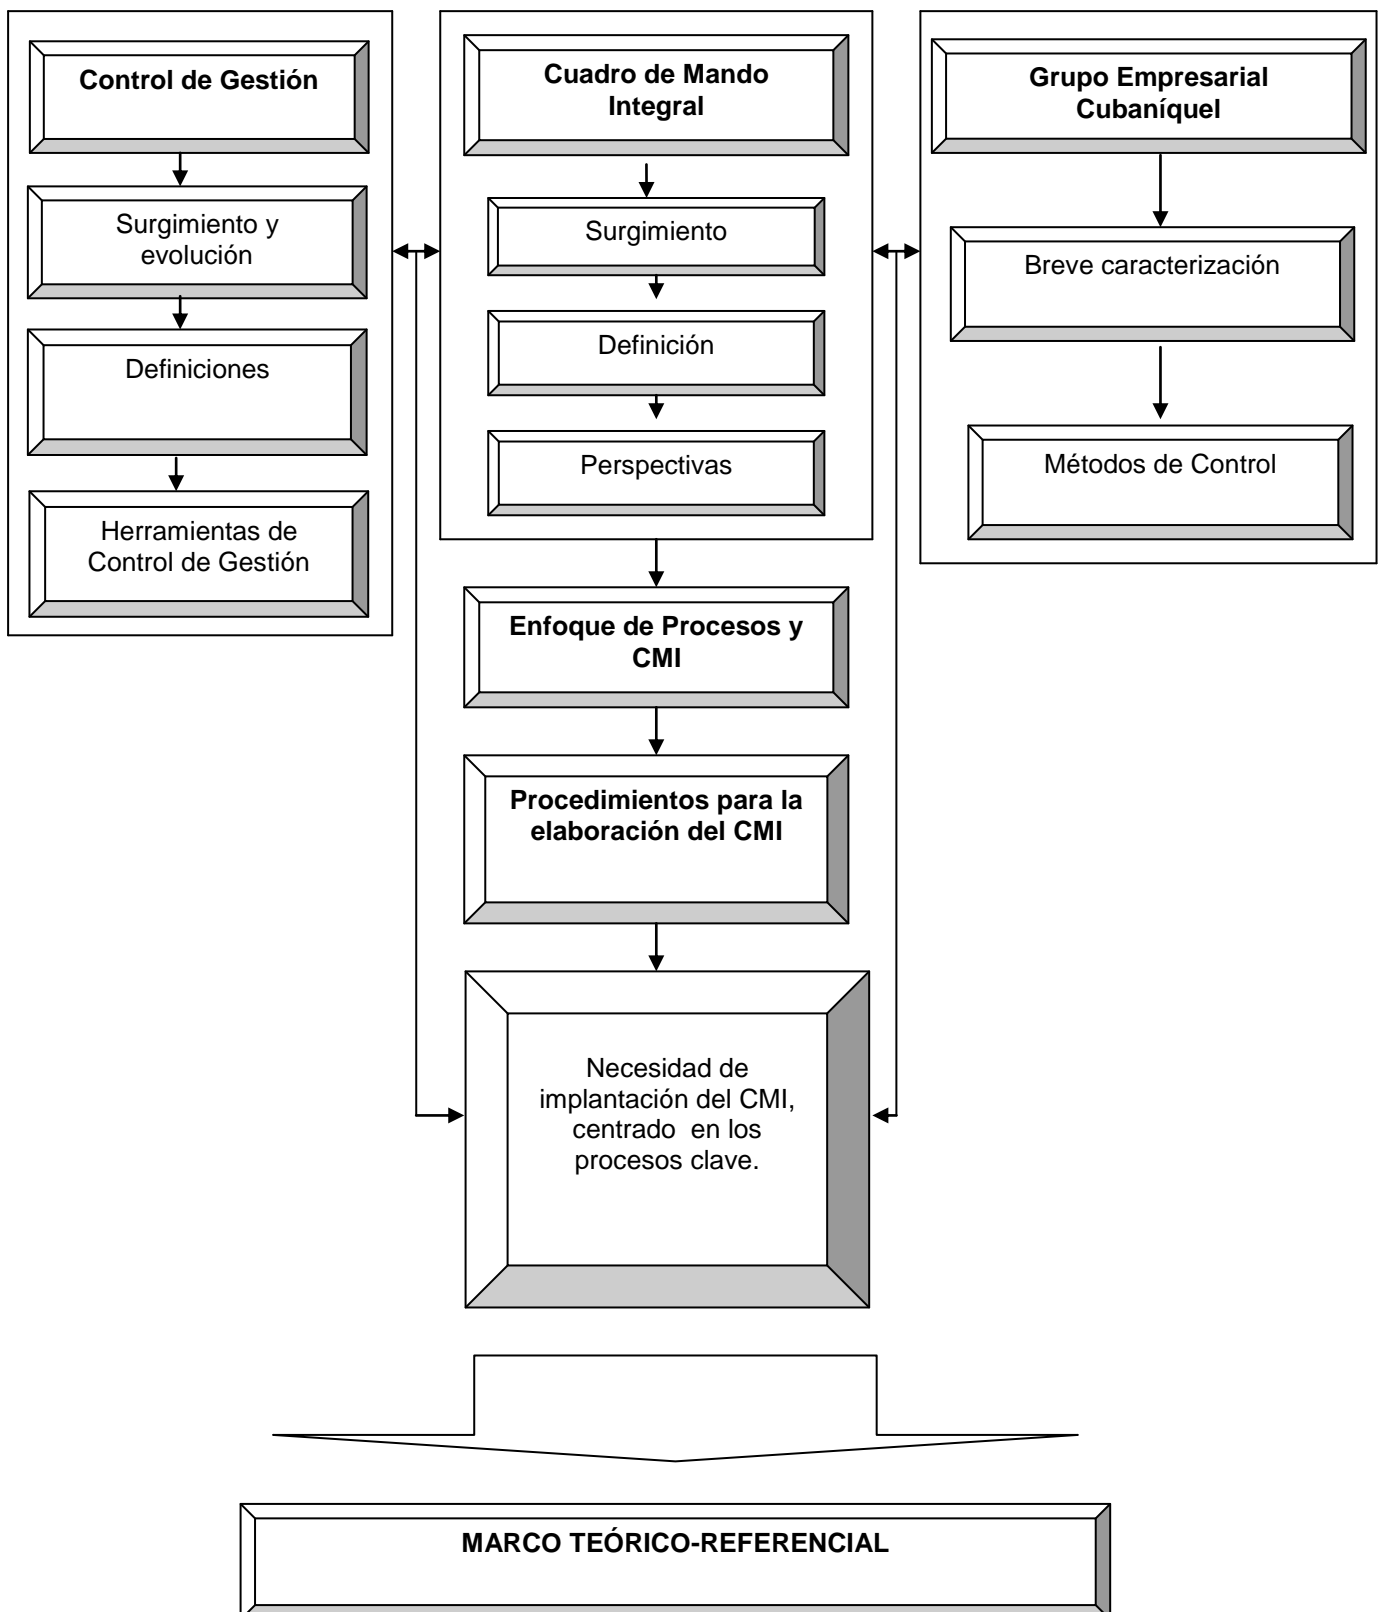 Control de Gestión
Surgimiento y
evolución
Definiciones
Herramientas de
Control de Gestión
Cuadro de Mando
Integral
Surgimiento
Definición
Perspectivas
Grupo Empresarial
Cubaníquel
Breve caracterización
Métodos de Control
Enfoque de Procesos y
CMI
Procedimientos para la
elaboración del CMI
Necesidad de
implantación del CMI,
centrado en los
procesos clave.
MARCO TEÓRICO-REFERENCIAL